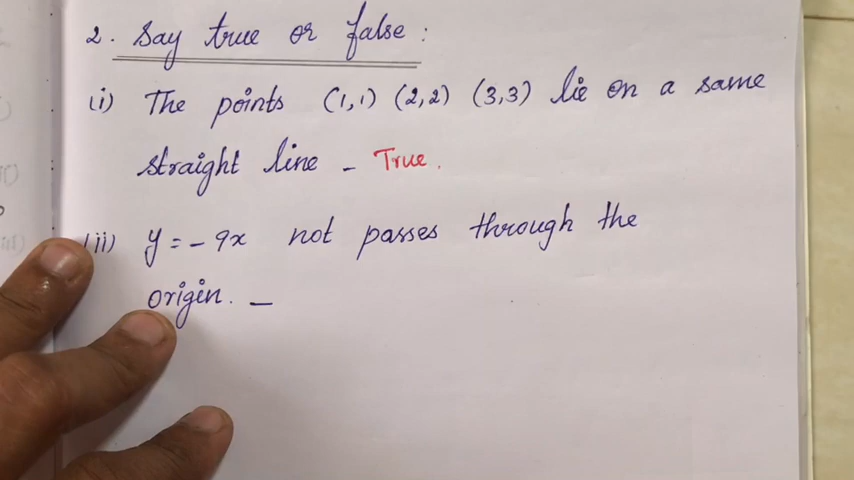 2. Say true or false :
(i) The points (1,1) (2,2) (3,3) lie on a same
straight line - True.
(ii) y = - 9x not passes through the
origin. -